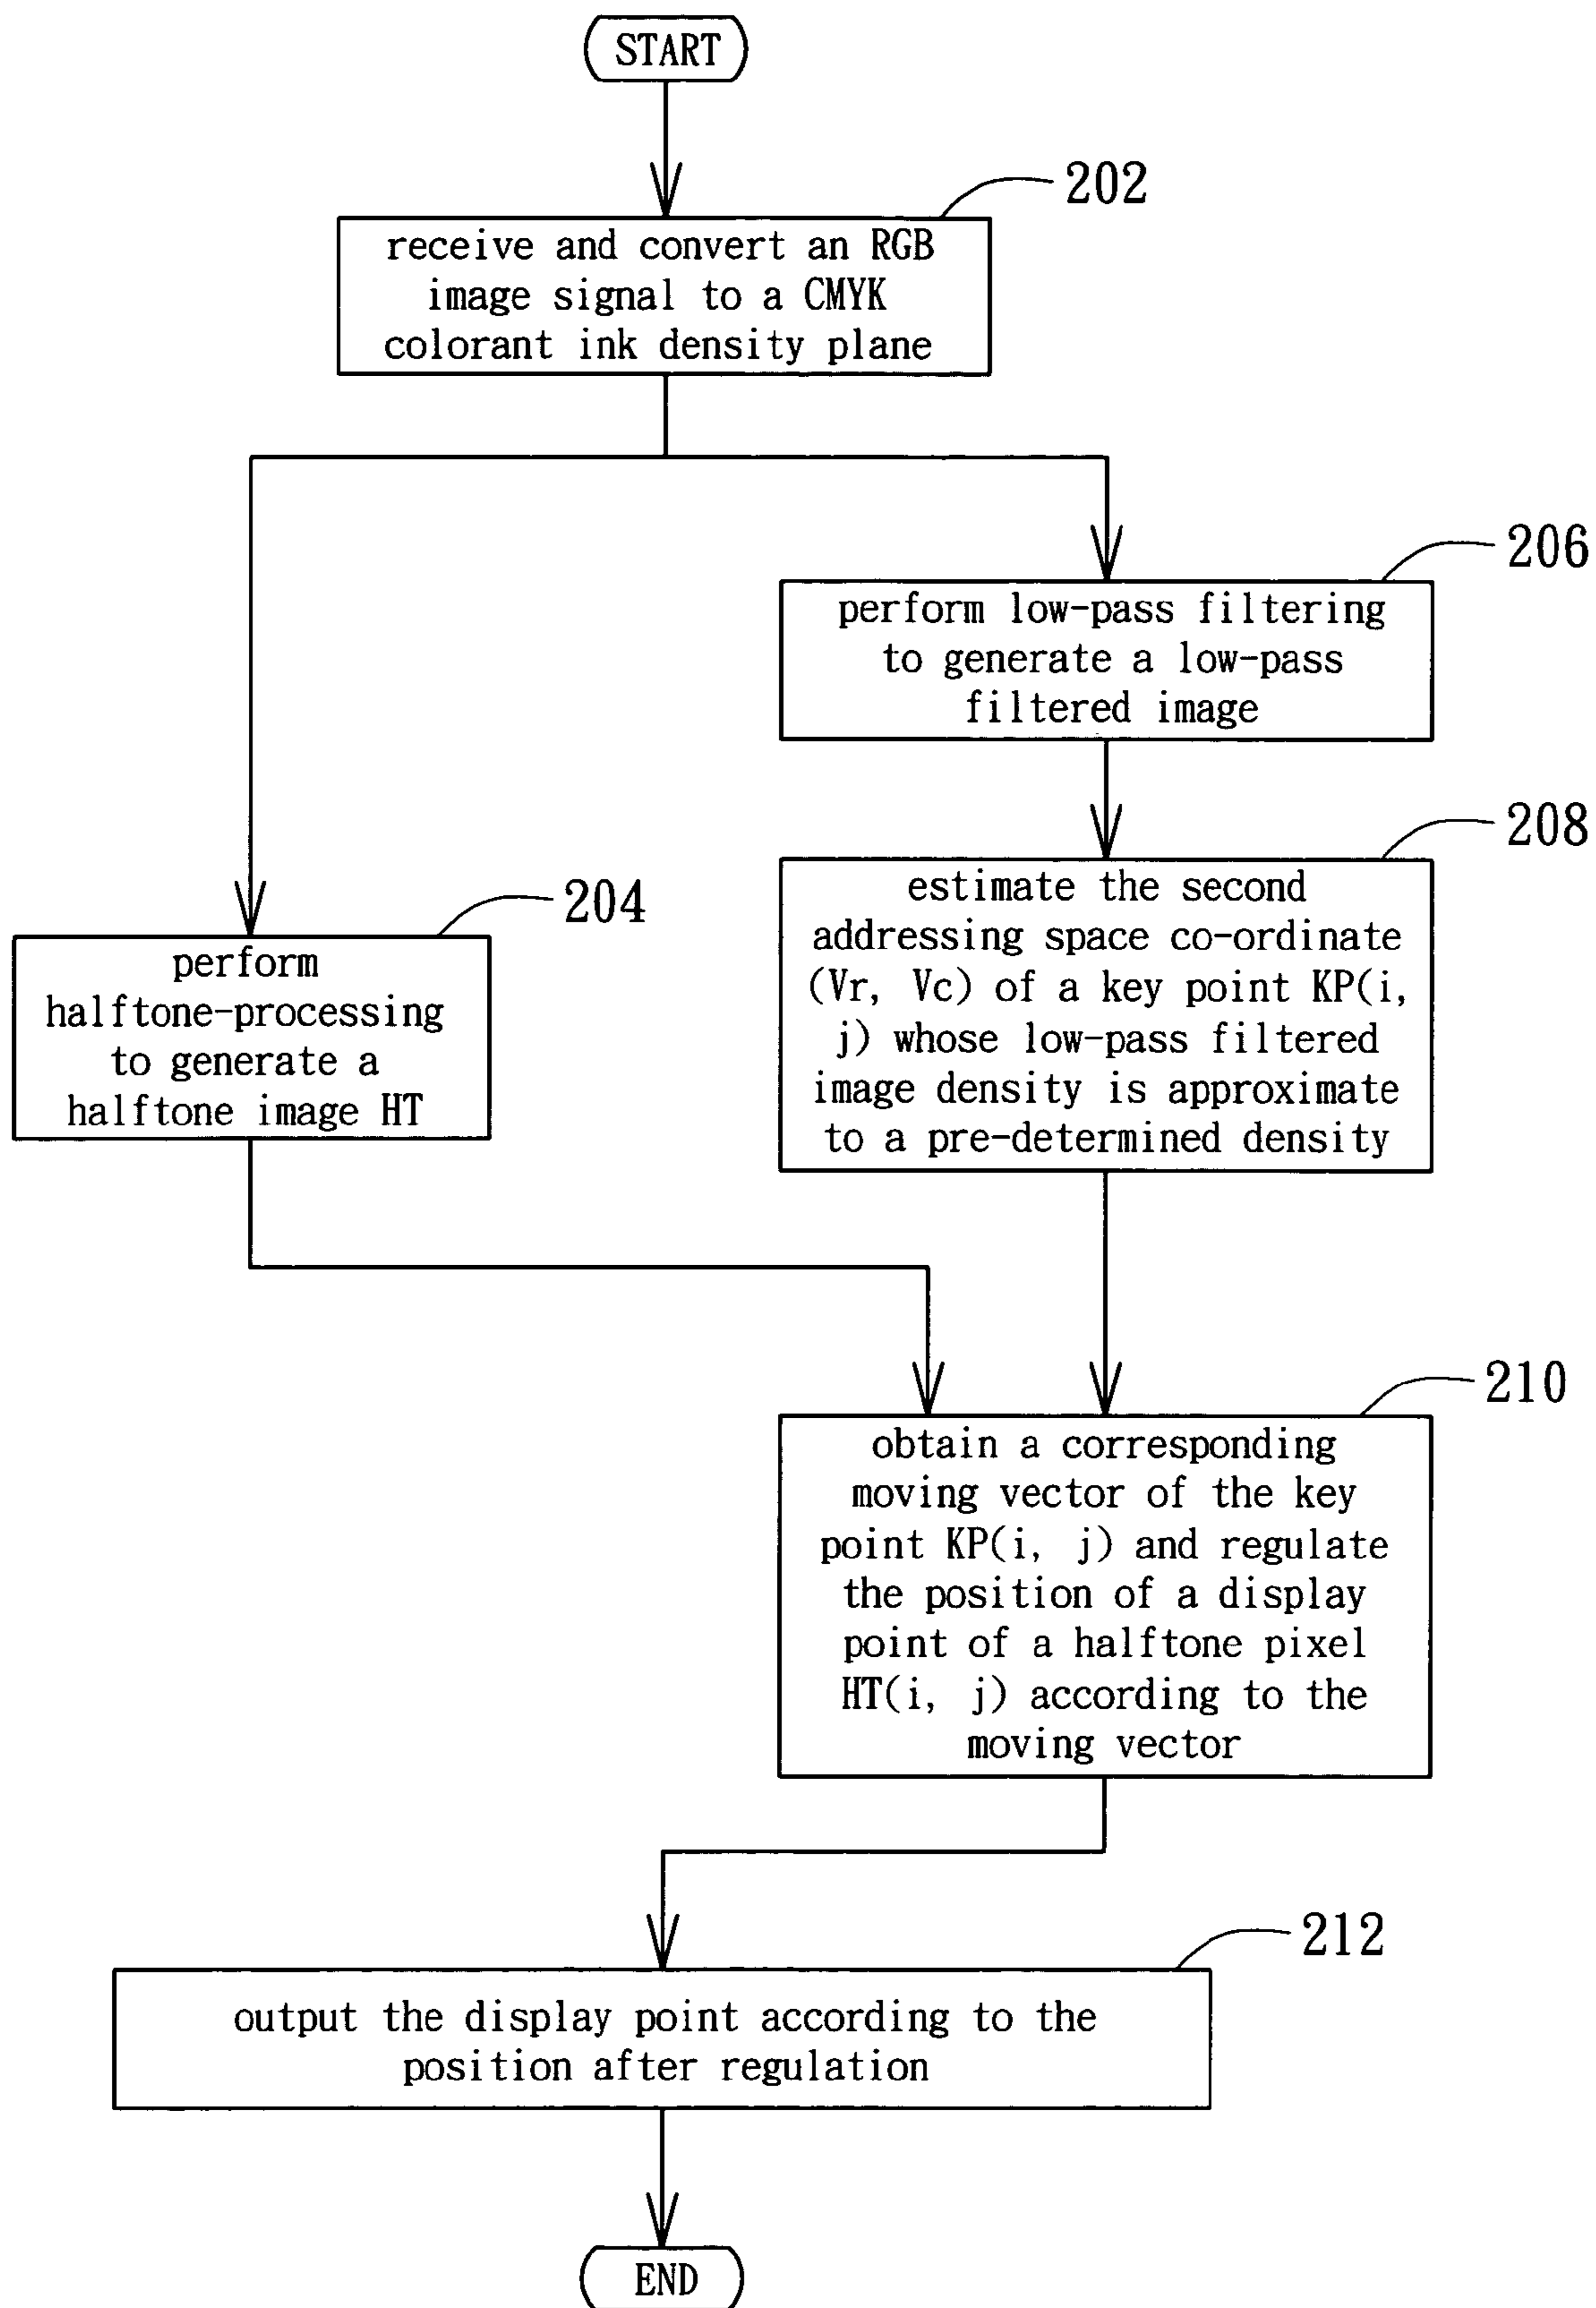 START
202
receive and convert an RGB
image signal to a CMYK
colorant ink density plane
206
perform low-pass filtering
to generate a low-pass
filtered image
208
estimate the second
addressing space co-ordinate
(Vr, Vc) of a key point KP(i,
j) whose low-pass filtered
image density is approximate
to a pre-determined density
204
perform
halftone-processing
to generate a
halftone image HT
210
obtain a corresponding
moving vector of the key
point KP(i, j) and regulate
the position of a display
point of a halftone pixel
HT(i, j) according to the
moving vector
212
output the display point according to the
position after regulation
END